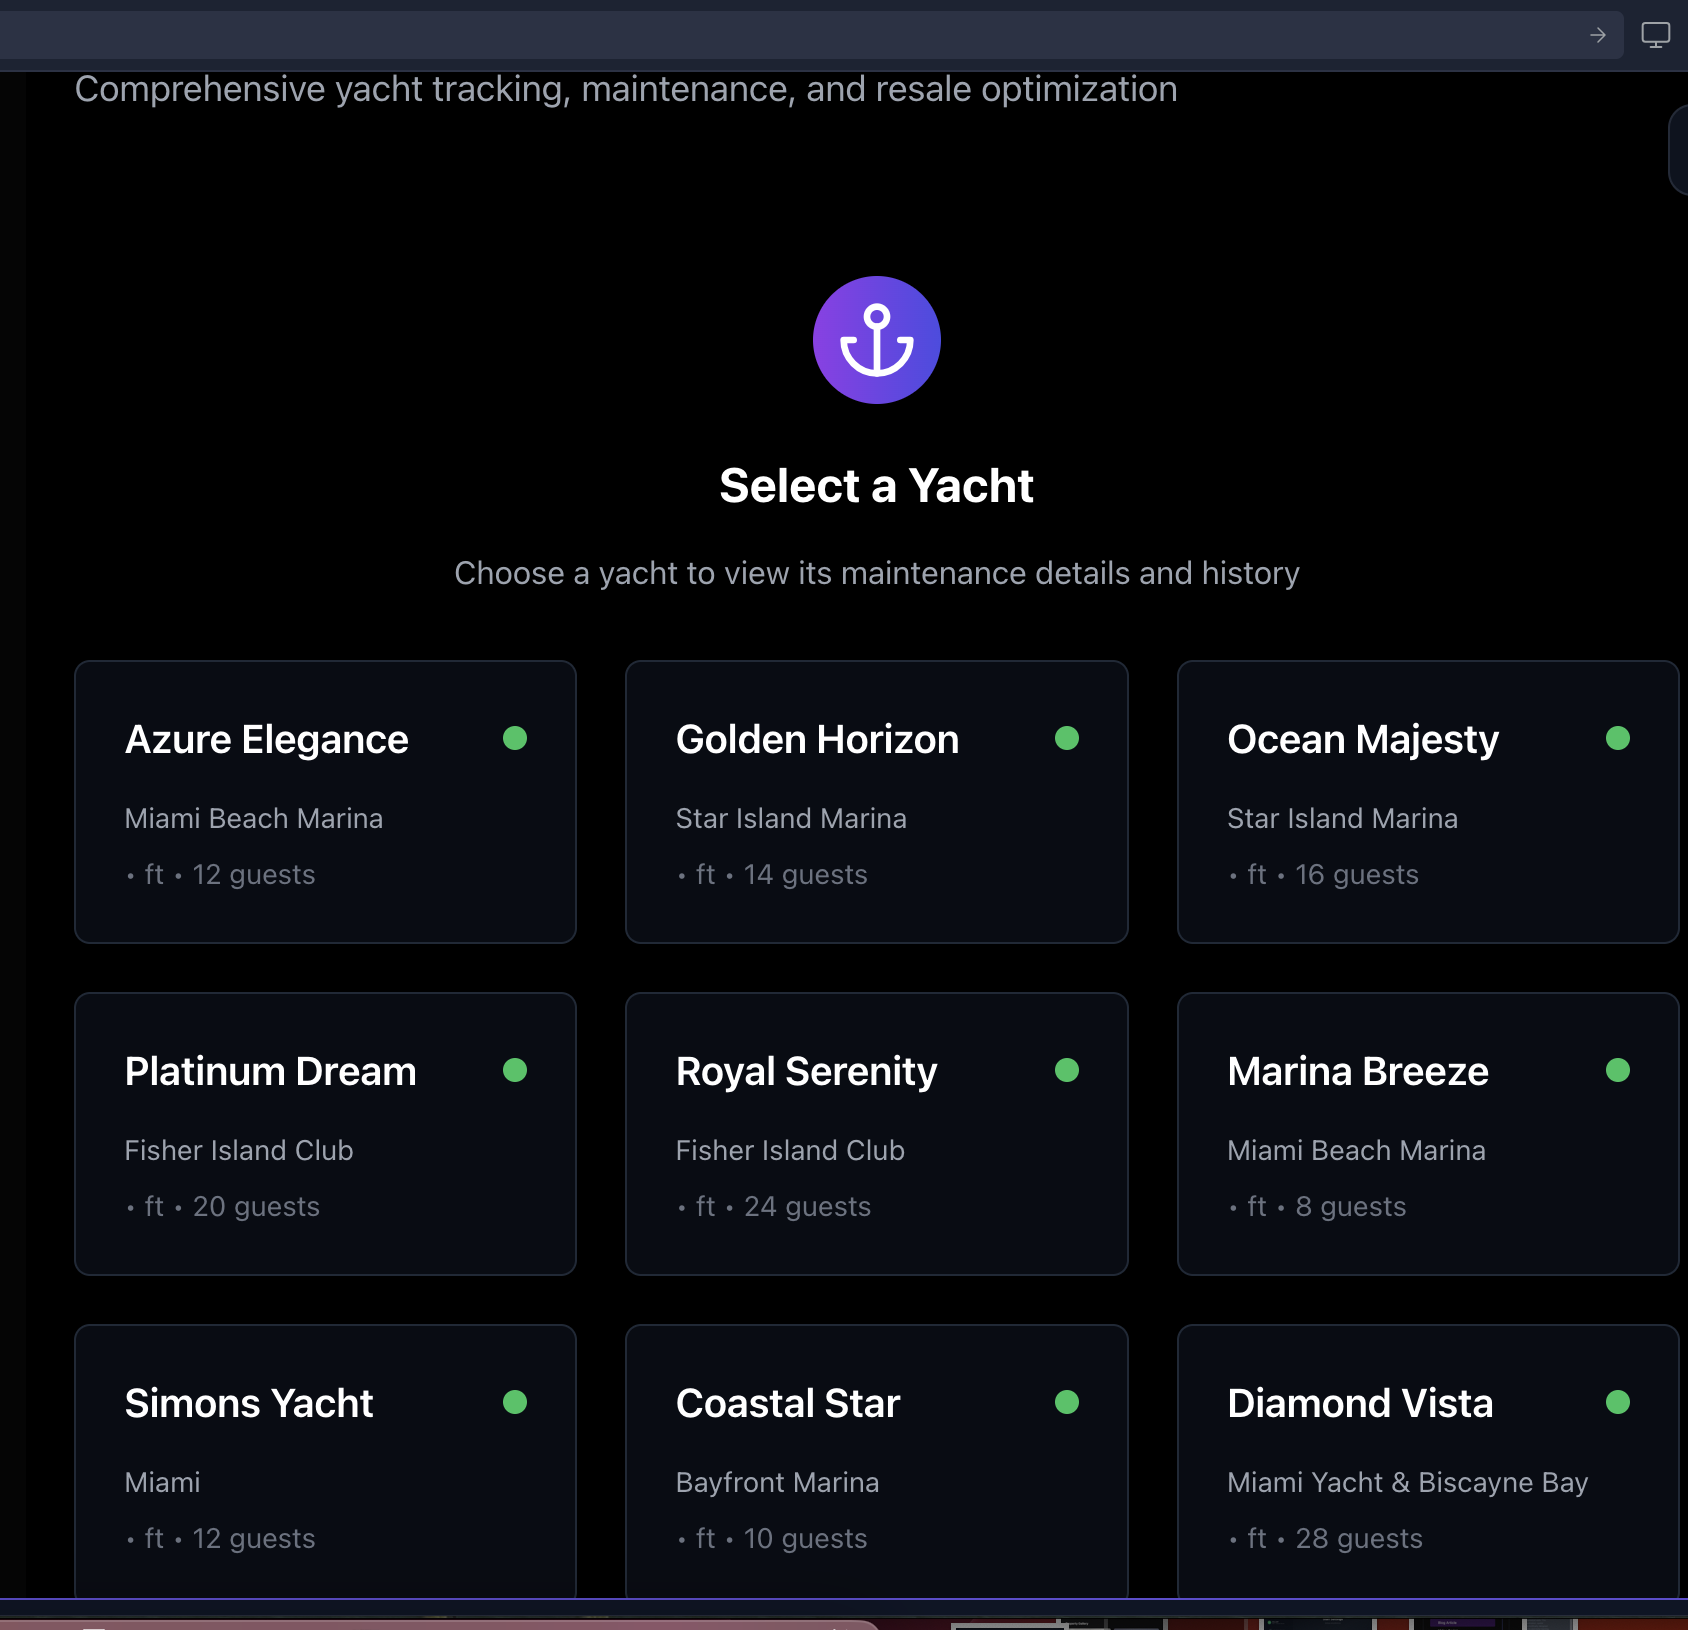 Comprehensive yacht tracking, maintenance, and resale optimization
Select a Yacht
Choose a yacht to view its maintenance details and history
Azure Elegance
Miami Beach Marina
• ft • 12 guests
Golden Horizon
Star Island Marina
• ft • 14 guests
Ocean Majesty
Star Island Marina
• ft • 16 guests
Platinum Dream
Fisher Island Club
• ft • 20 guests
Royal Serenity
Fisher Island Club
• ft • 24 guests
Marina Breeze
Miami Beach Marina
• ft • 8 guests
Simons Yacht
Miami
• ft • 12 guests
Coastal Star
Bayfront Marina
• ft • 10 guests
Diamond Vista
Miami Yacht & Biscayne Bay
• ft • 28 guests